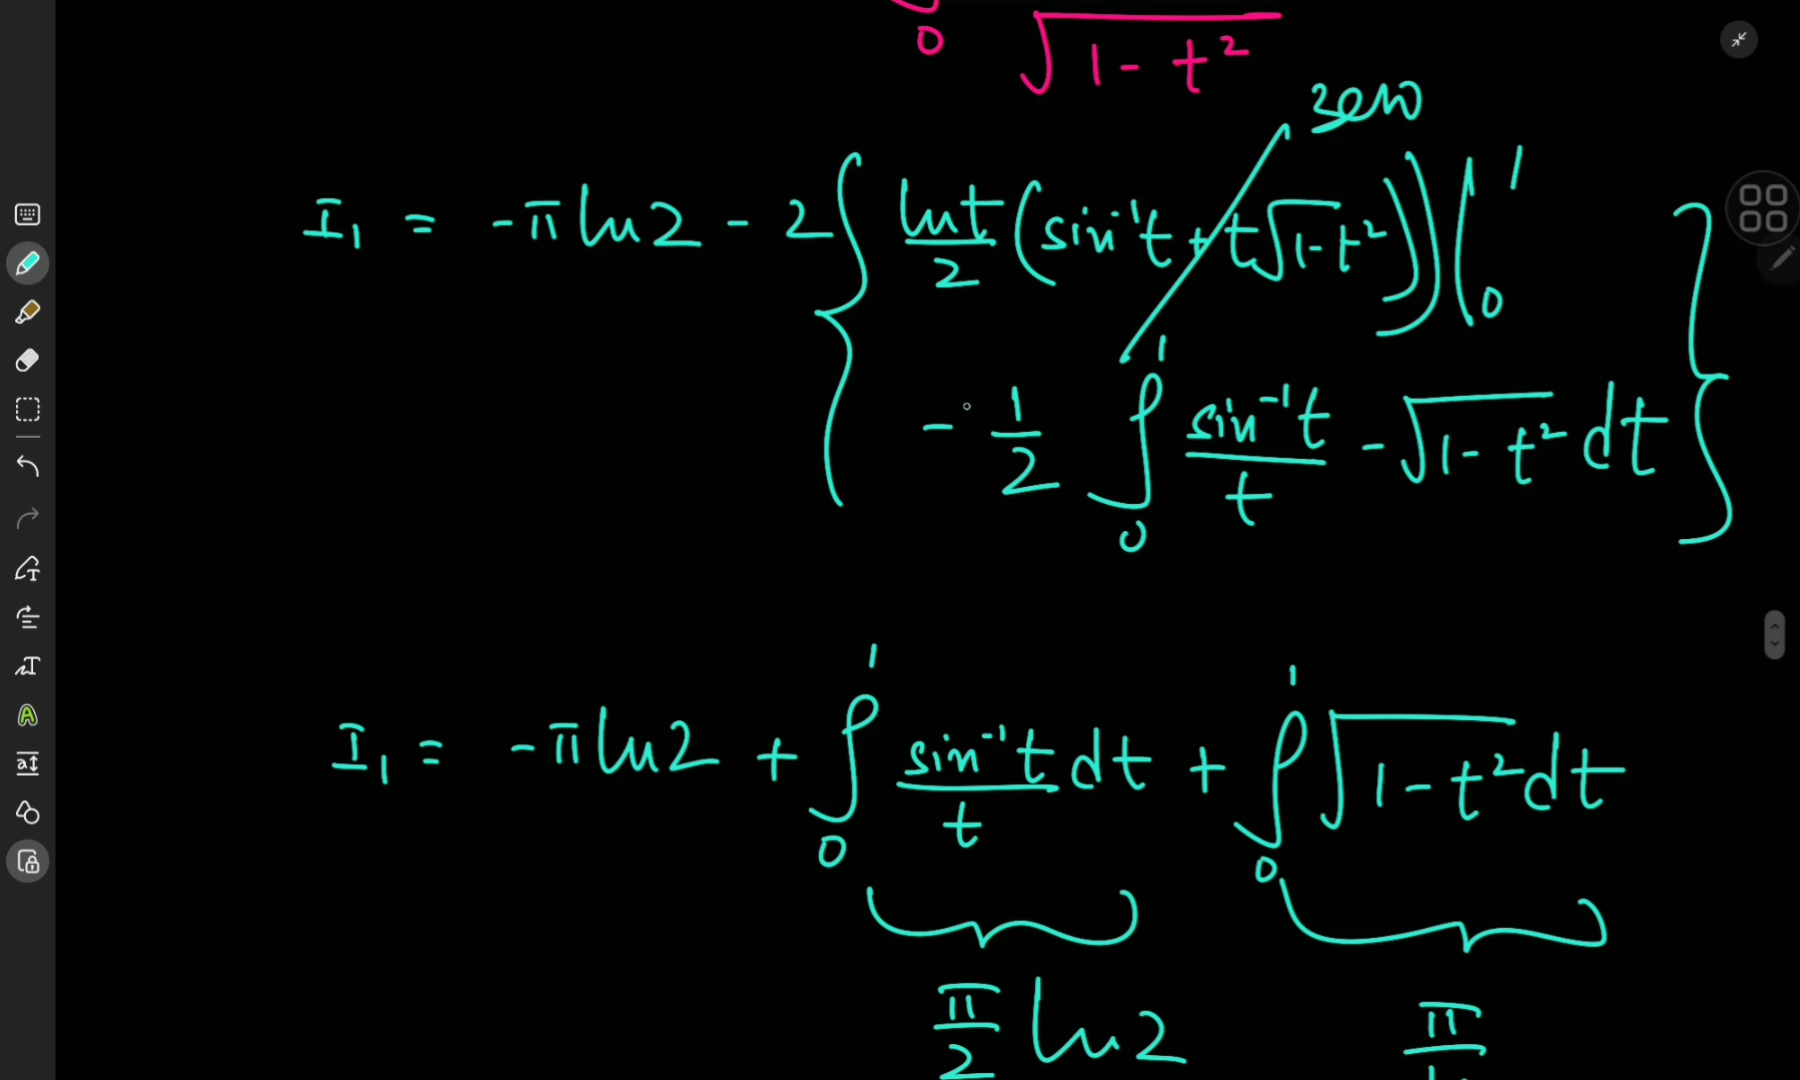 0 √(1 - t²)
zero
I₁ = -π ln2 - 2{ lnt/2 (sin⁻¹t + t√(1-t²)) ) |₀¹
- 1/2 ∫₀¹ sin⁻¹t/t - √(1-t²) dt }
I₁ = -π ln2 + ∫₀¹ sin⁻¹t/t dt + ∫₀¹ √(1-t²) dt
π/2 ln2 π